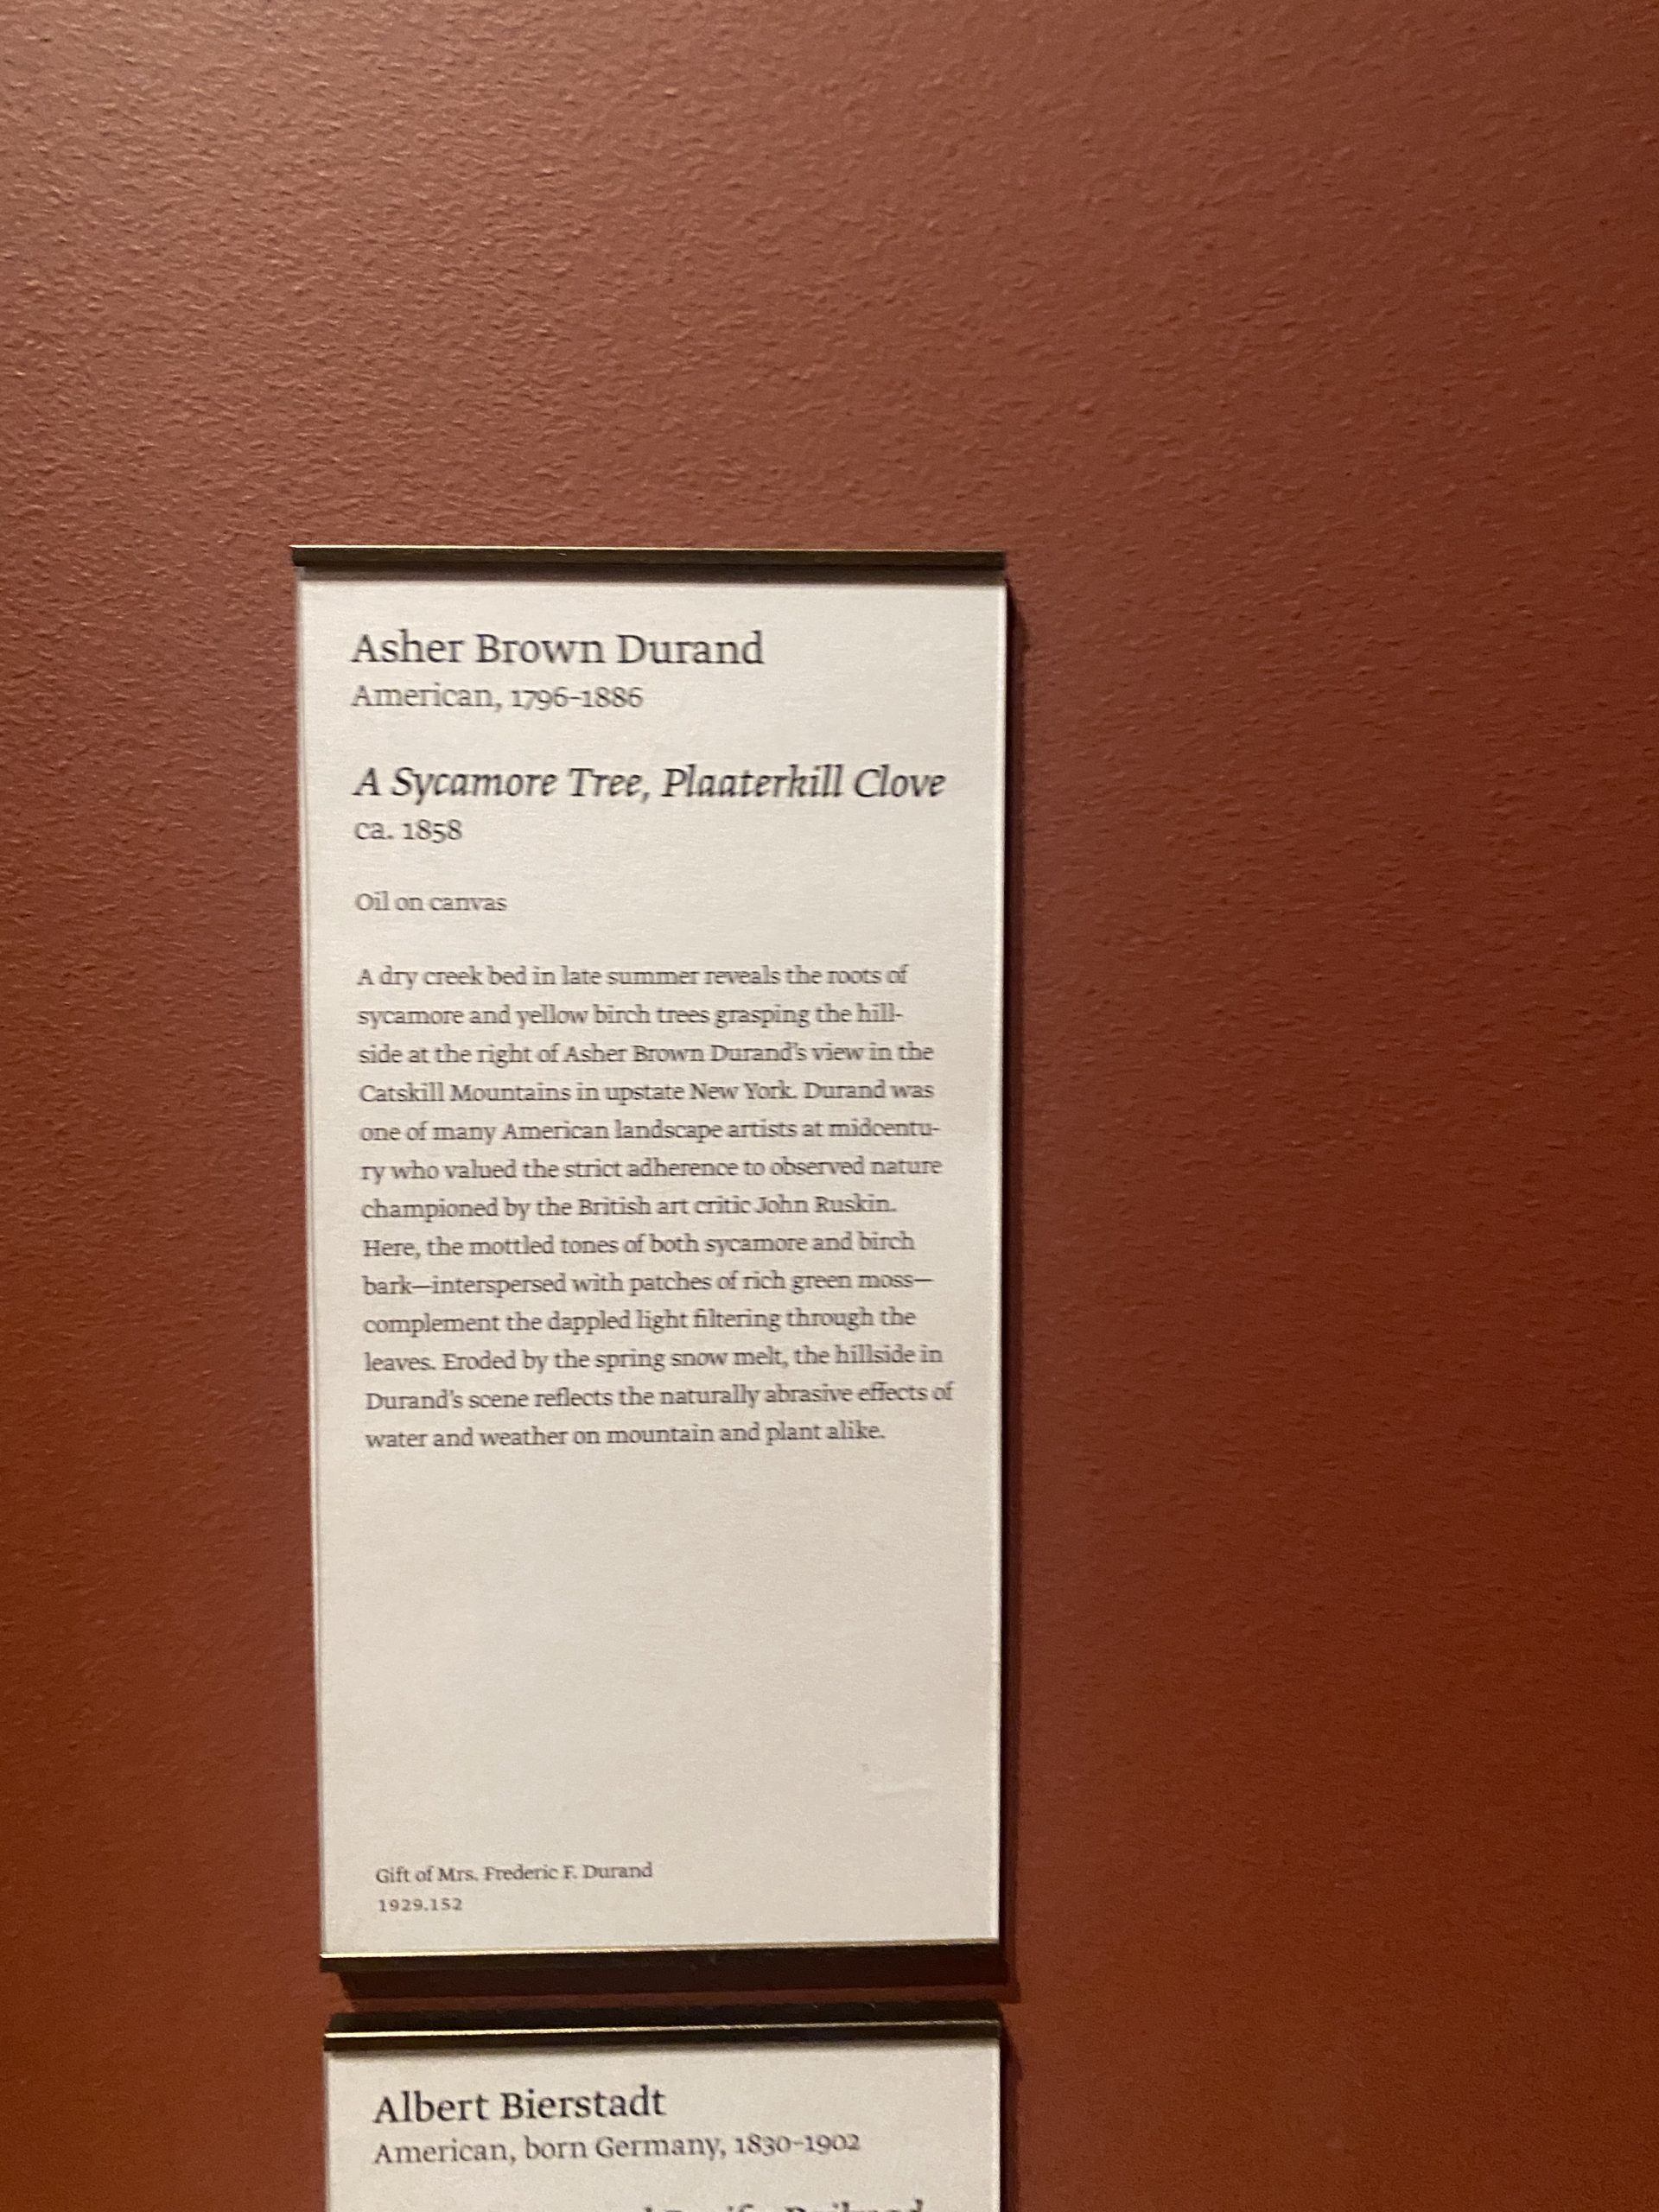 Asher Brown Durand
American, 1796–1886
A Sycamore Tree, Plaaterkill Clove
ca. 1858
Oil on canvas
A dry creek bed in late summer reveals the roots of
sycamore and yellow birch trees grasping the hill-
side at the right of Asher Brown Durand's view in the
Catskill Mountains in upstate New York. Durand was
one of many American landscape artists at midcentu-
ry who valued the strict adherence to observed nature
championed by the British art critic John Ruskin.
Here, the mottled tones of both sycamore and birch
bark—interspersed with patches of rich green moss—
complement the dappled light filtering through the
leaves. Eroded by the spring snow melt, the hillside in
Durand's scene reflects the naturally abrasive effects of
water and weather on mountain and plant alike.
Gift of Mrs. Frederic F. Durand
1929.152
Albert Bierstadt
American, born Germany, 1830–1902
Railroad